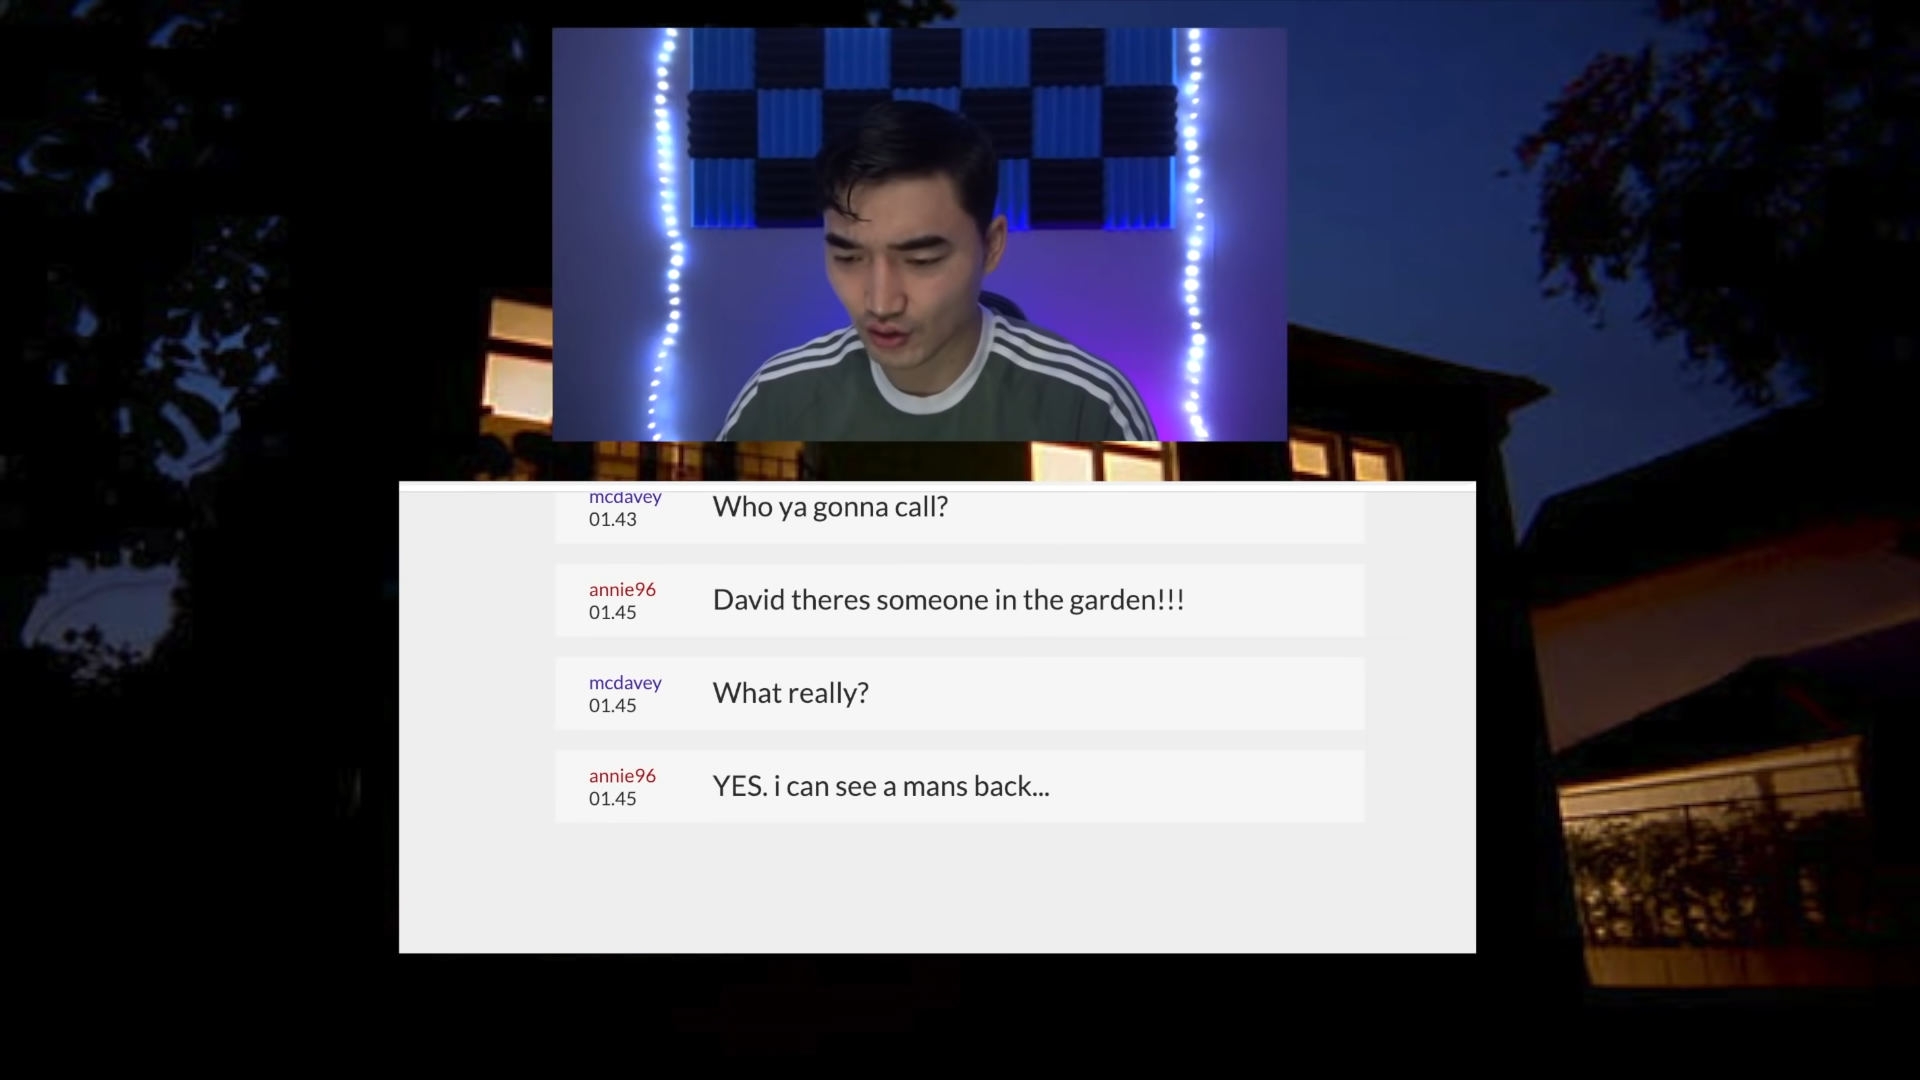 mcdavey
01.43
Who ya gonna call?
annie96
01.45
David theres someone in the garden!!!
mcdavey
01.45
What really?
annie96
01.45
YES. i can see a mans back...